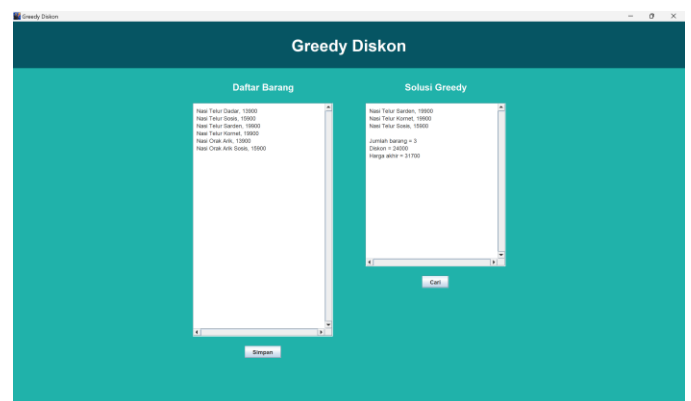 Greedy Diskon
Greedy Diskon
Daftar Barang
Nasi Telur Dadar, 13900
Nasi Telur Sosis, 15900
Nasi Telur Sarden, 19900
Nasi Telur Kornet, 19900
Nasi Orak Arik, 13900
Nasi Orak Arik Sosis, 15900
Simpan
Solusi Greedy
Nasi Telur Sarden, 19900
Nasi Telur Kornet, 19900
Nasi Telur Sosis, 15900
Jumlah barang = 3
Diskon = 24000
Harga akhir = 31700
Cari